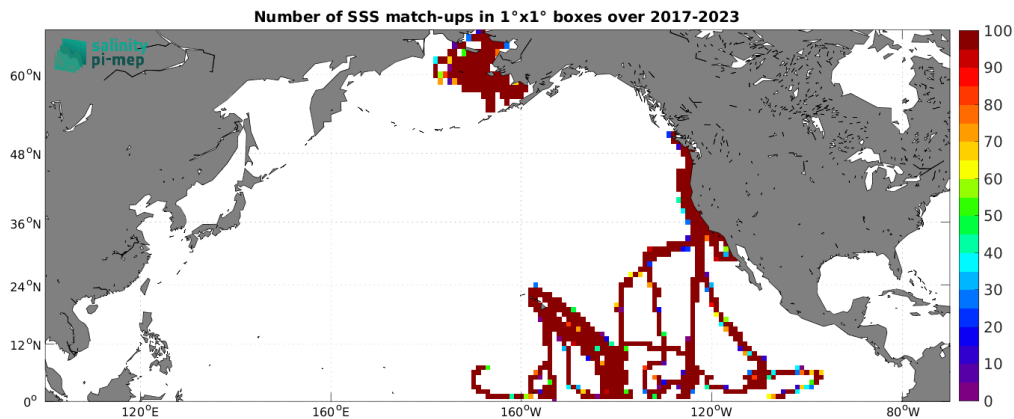 Number of SSS match-ups in 1°x1° boxes over 2017-2023
salinity
pi-mep
60°N
48°N
36°N
24°N
12°N
0°
120°E
160°E
160°W
120°W
80°W
100
90
80
70
60
50
40
30
20
10
0